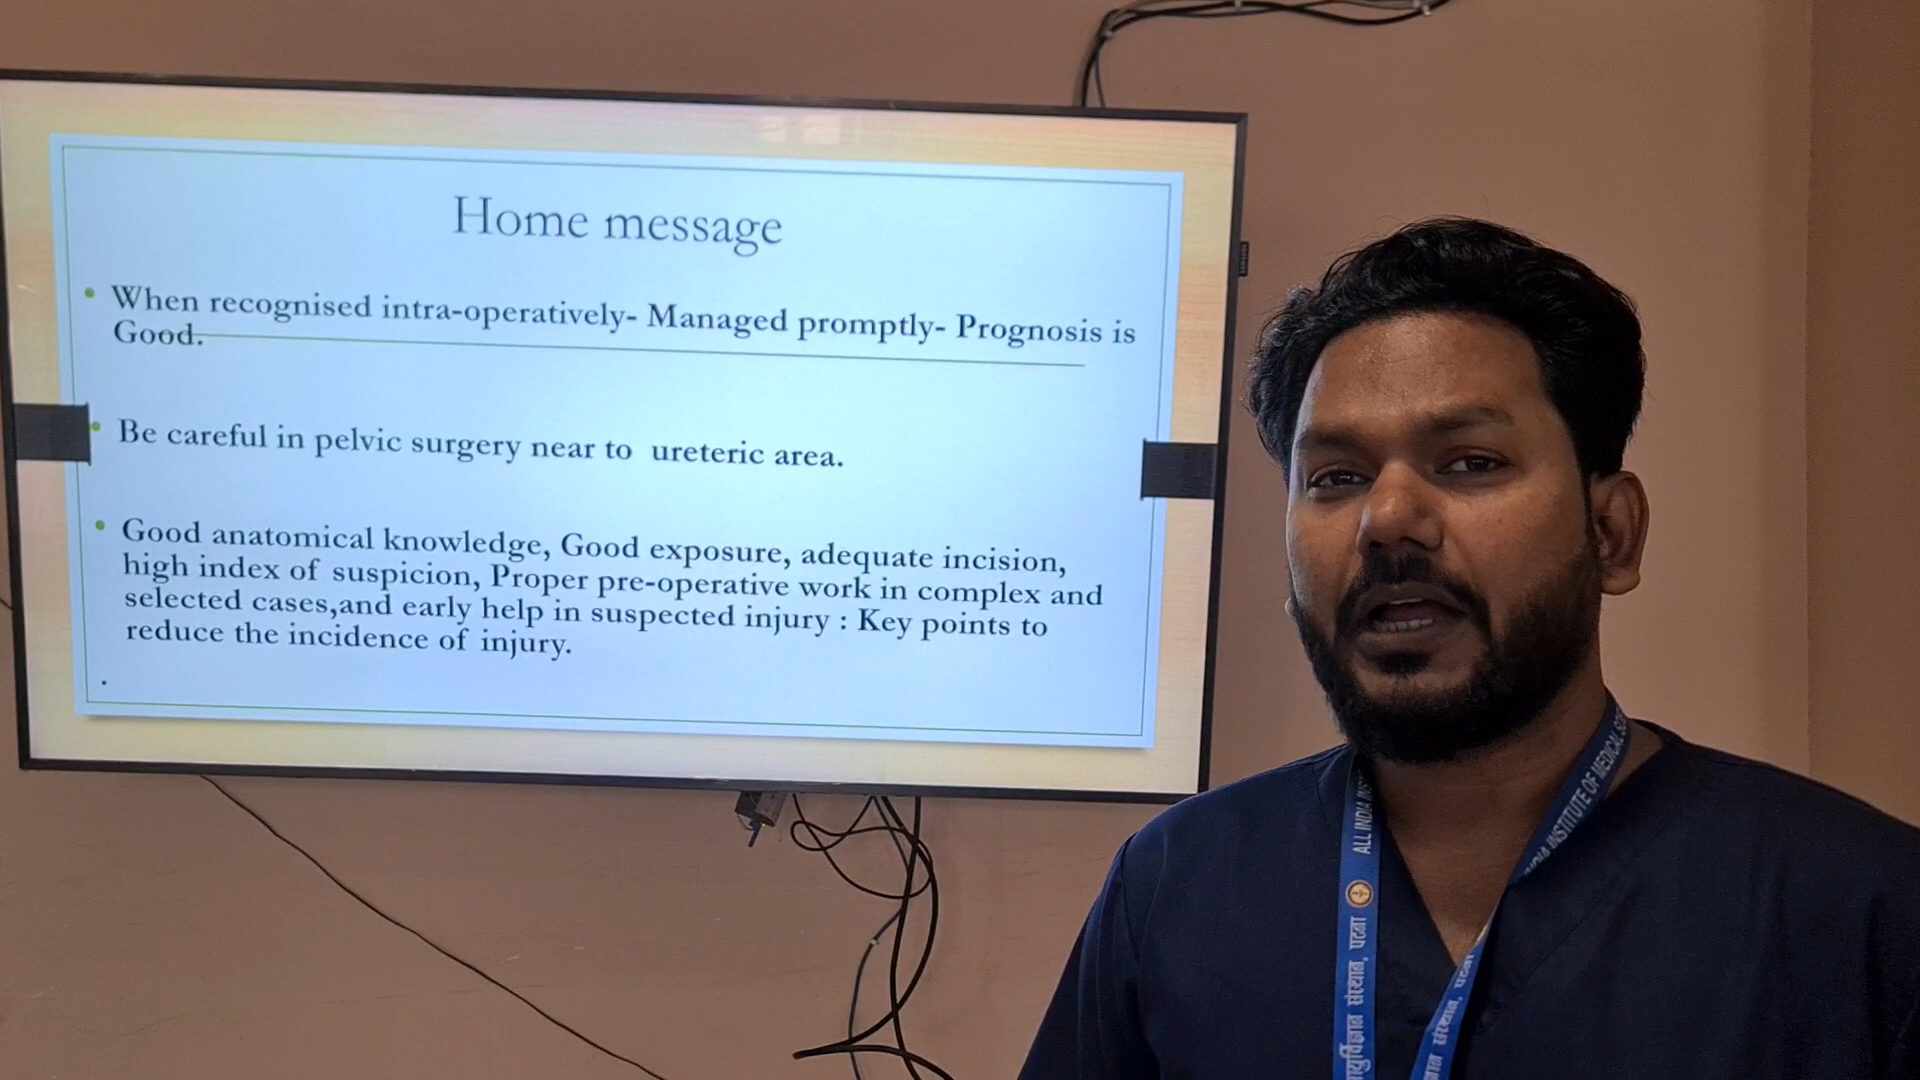 Home message
• When recognised intra-operatively- Managed promptly- Prognosis is
Good.
• Be careful in pelvic surgery near to ureteric area.
• Good anatomical knowledge, Good exposure, adequate incision,
high index of suspicion, Proper pre-operative work in complex and
selected cases,and early help in suspected injury : Key points to
reduce the incidence of injury.
.
ALL INDIA INS
संस्थान, पटना
INSTITUTE OF MEDICAL SC
संस्थान,